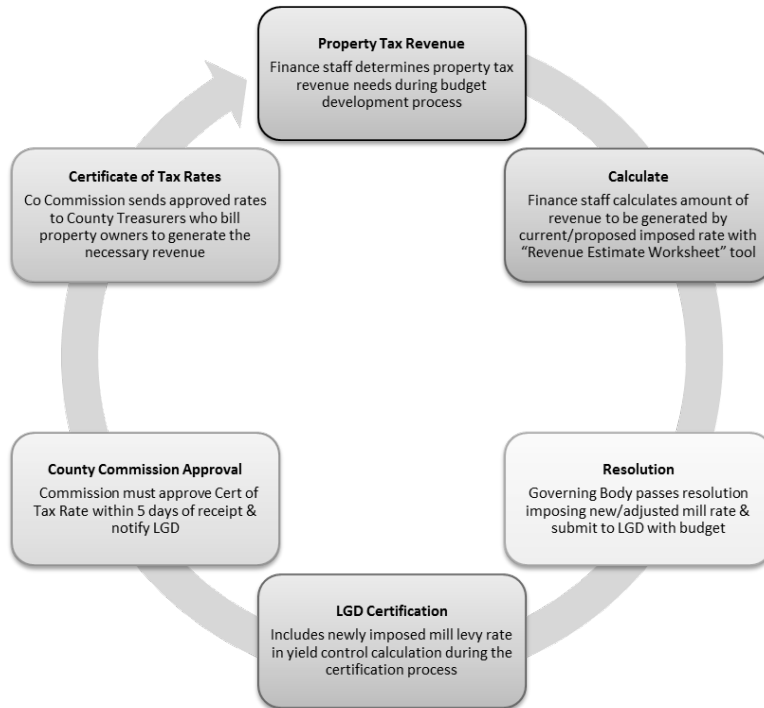 Property Tax Revenue
Finance staff determines property tax
revenue needs during budget
development process
Calculate
Finance staff calculates amount of
revenue to be generated by
current/proposed imposed rate with
“Revenue Estimate Worksheet” tool
Resolution
Governing Body passes resolution
imposing new/adjusted mill rate &
submit to LGD with budget
LGD Certification
Includes newly imposed mill levy rate
in yield control calculation during the
certification process
County Commission Approval
Commission must approve Cert of
Tax Rate within 5 days of receipt &
notify LGD
Certificate of Tax Rates
Co Commission sends approved rates
to County Treasurers who bill
property owners to generate the
necessary revenue